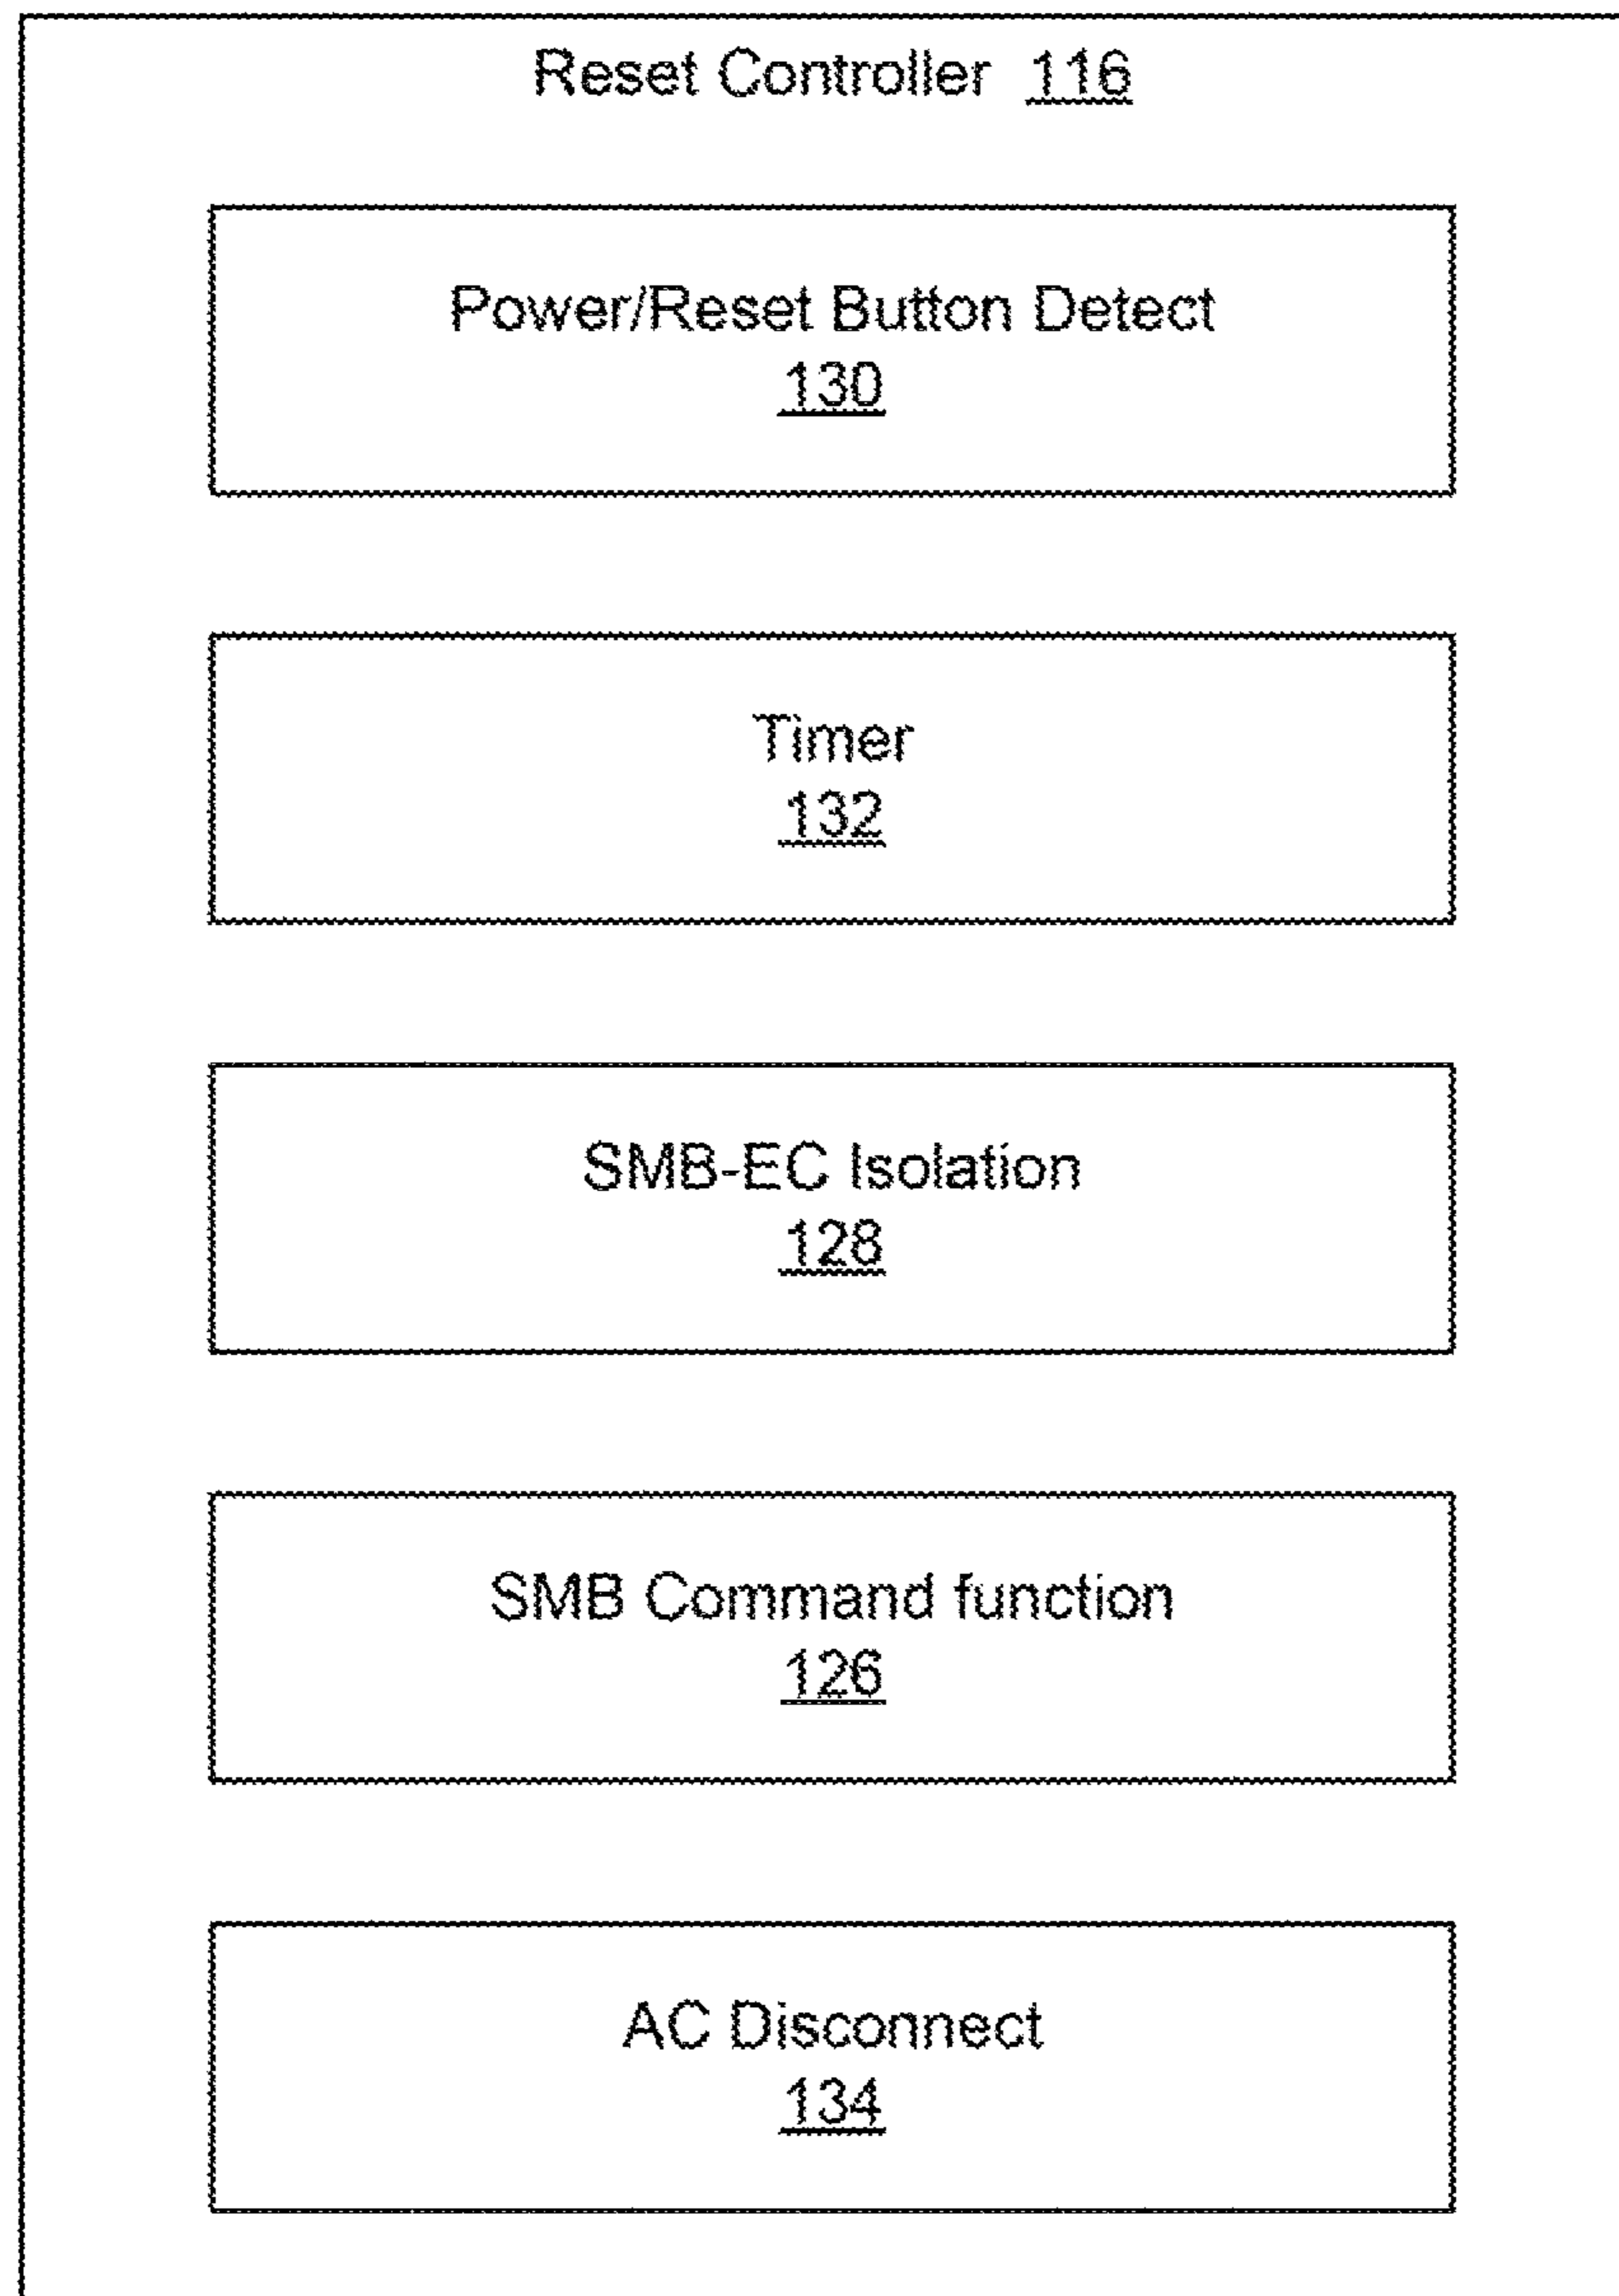 Reset Controller 116
Power/Reset Button Detect
130
Timer
132
SMB-EC Isolation
128
SMB Command function
126
AC Disconnect
134